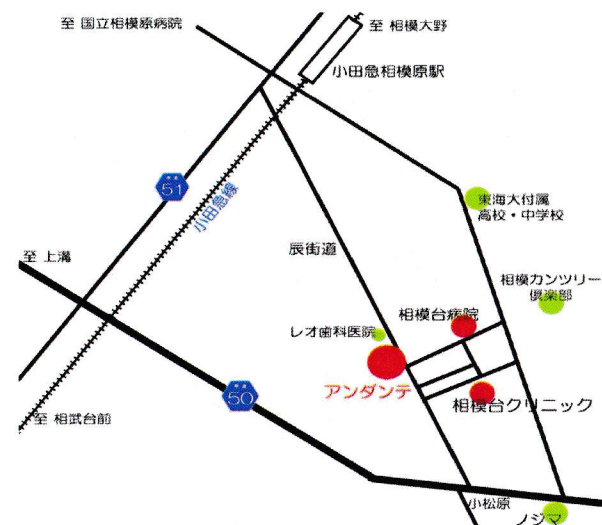 至 国立相模原病院
至 相模大野
小田急相模原駅
51
小田急線
東海大付属
高校・中学校
辰街道
至 上溝
相模カンツリー
倶楽部
相模台病院
レオ歯科医院
アンダンテ
50
相模台クリニック
至 相武台前
小松原
ノジマ